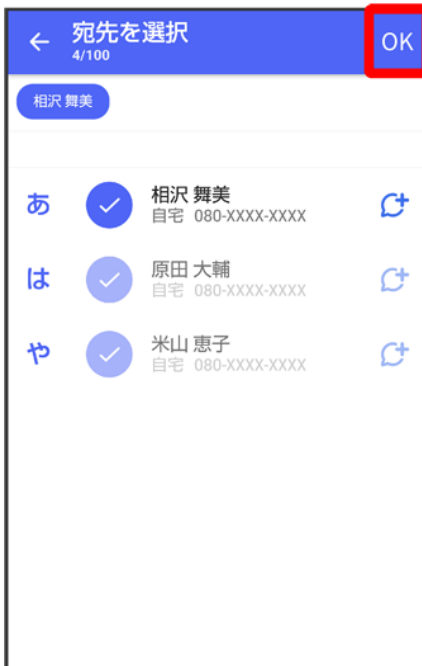 宛先を選択
OK
4/100
相沢 舞美
あ
相沢 舞美
自宅 080-XXXX-XXXX
は
原田 大輔
自宅 080-XXXX-XXXX
や
米山 恵子
自宅 080-XXXX-XXXX